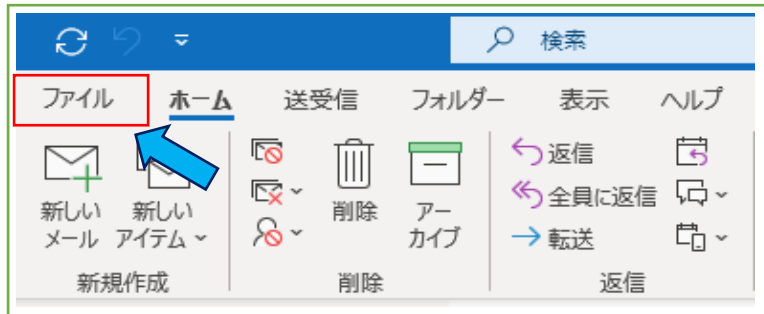 検索
ファイル ホーム 送受信 フォルダー 表示 ヘルプ
新しい
メール
新しい
アイテム
削除
アー
カイブ
返信
全員に返信
転送
新規作成 削除 返信